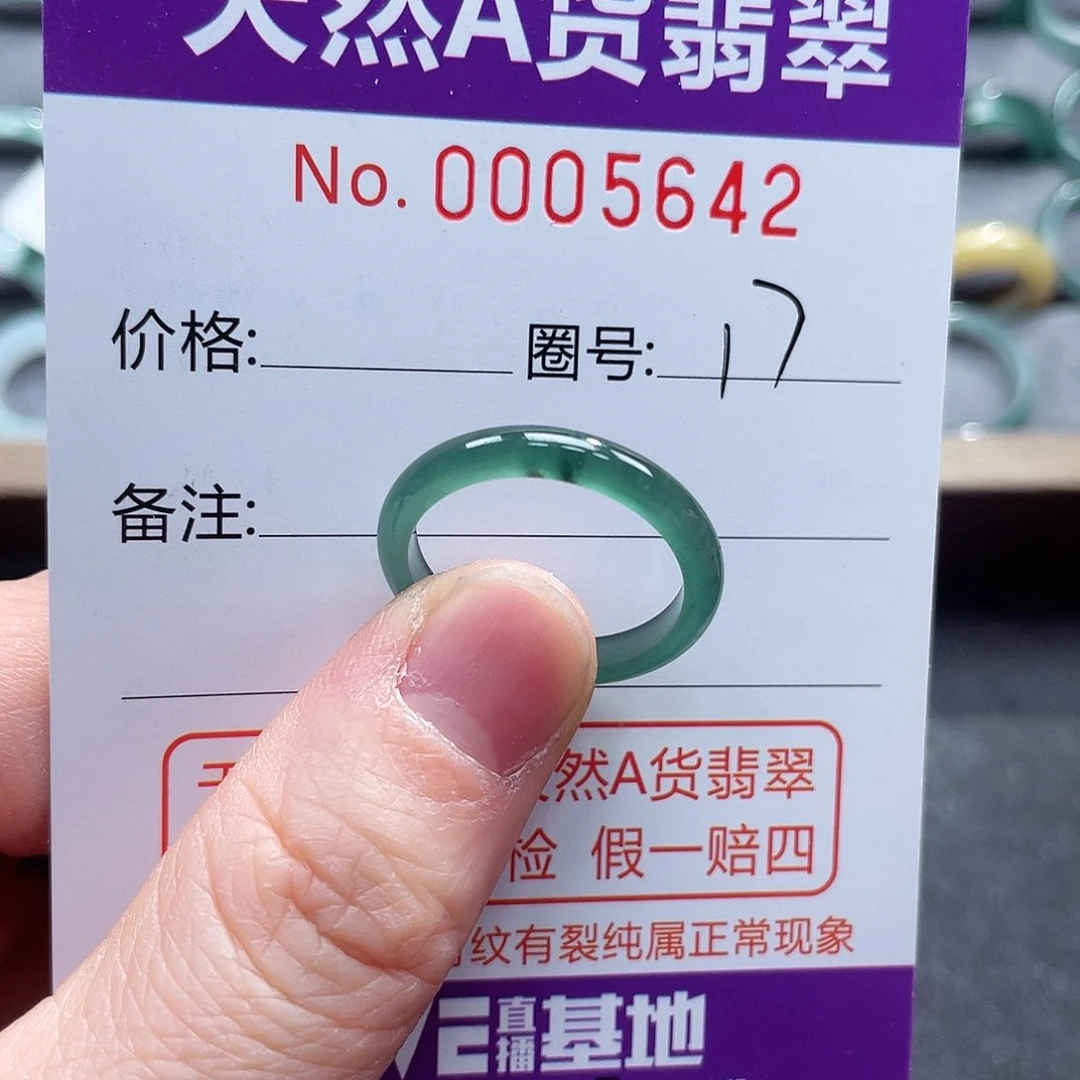 天然A货翡翠
No. 0005642
价格: 圈号: 17
备注:
然A货翡翠
检 假一赔四
纹有裂纯属正常现象
直播基地